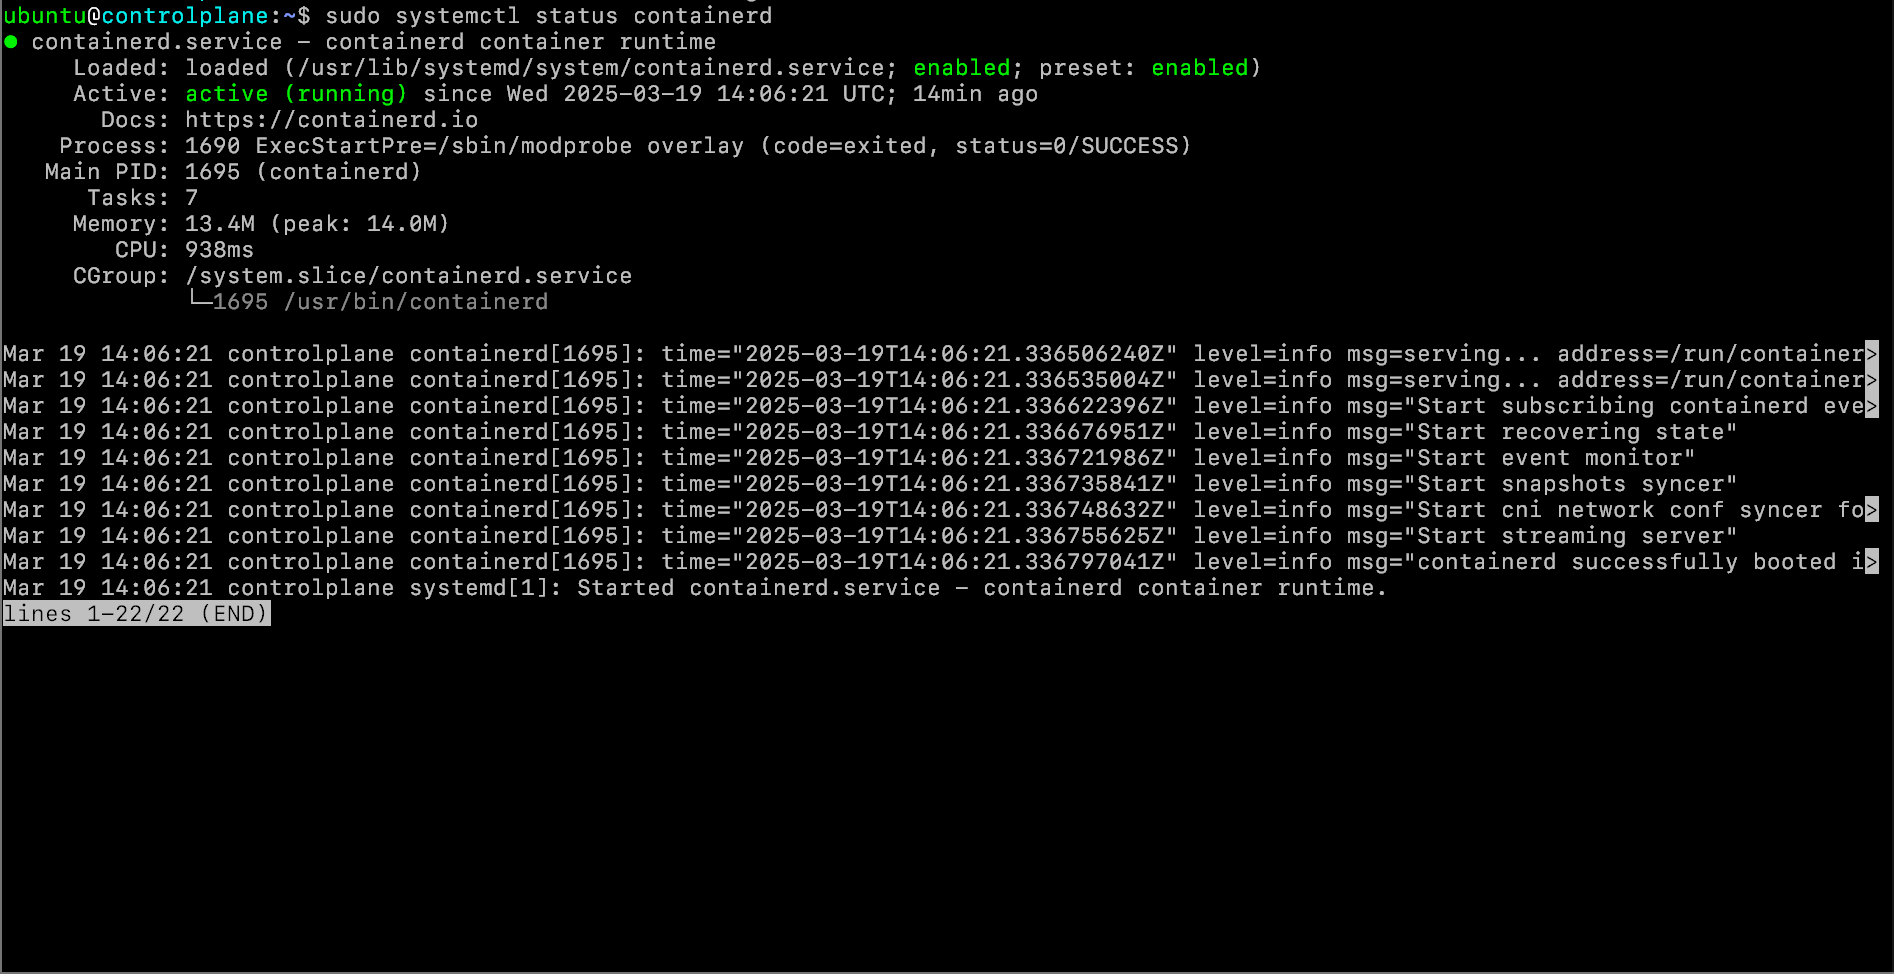 ubuntu@controlplane:~$ sudo systemctl status containerd
● containerd.service – containerd container runtime
     Loaded: loaded (/usr/lib/systemd/system/containerd.service; enabled; preset: enabled)
     Active: active (running) since Wed 2025-03-19 14:06:21 UTC; 14min ago
       Docs: https://containerd.io
    Process: 1690 ExecStartPre=/sbin/modprobe overlay (code=exited, status=0/SUCCESS)
   Main PID: 1695 (containerd)
      Tasks: 7
     Memory: 13.4M (peak: 14.0M)
        CPU: 938ms
     CGroup: /system.slice/containerd.service
             └─1695 /usr/bin/containerd
Mar 19 14:06:21 controlplane containerd[1695]: time="2025-03-19T14:06:21.336506240Z" level=info msg=serving... address=/run/container>
Mar 19 14:06:21 controlplane containerd[1695]: time="2025-03-19T14:06:21.336535004Z" level=info msg=serving... address=/run/container>
Mar 19 14:06:21 controlplane containerd[1695]: time="2025-03-19T14:06:21.336622396Z" level=info msg="Start subscribing containerd eve>
Mar 19 14:06:21 controlplane containerd[1695]: time="2025-03-19T14:06:21.336676951Z" level=info msg="Start recovering state"
Mar 19 14:06:21 controlplane containerd[1695]: time="2025-03-19T14:06:21.336721986Z" level=info msg="Start event monitor"
Mar 19 14:06:21 controlplane containerd[1695]: time="2025-03-19T14:06:21.336735841Z" level=info msg="Start snapshots syncer"
Mar 19 14:06:21 controlplane containerd[1695]: time="2025-03-19T14:06:21.336748632Z" level=info msg="Start cni network conf syncer fo>
Mar 19 14:06:21 controlplane containerd[1695]: time="2025-03-19T14:06:21.336755625Z" level=info msg="Start streaming server"
Mar 19 14:06:21 controlplane containerd[1695]: time="2025-03-19T14:06:21.336797041Z" level=info msg="containerd successfully booted i>
Mar 19 14:06:21 controlplane systemd[1]: Started containerd.service – containerd container runtime.
lines 1–22/22 (END)